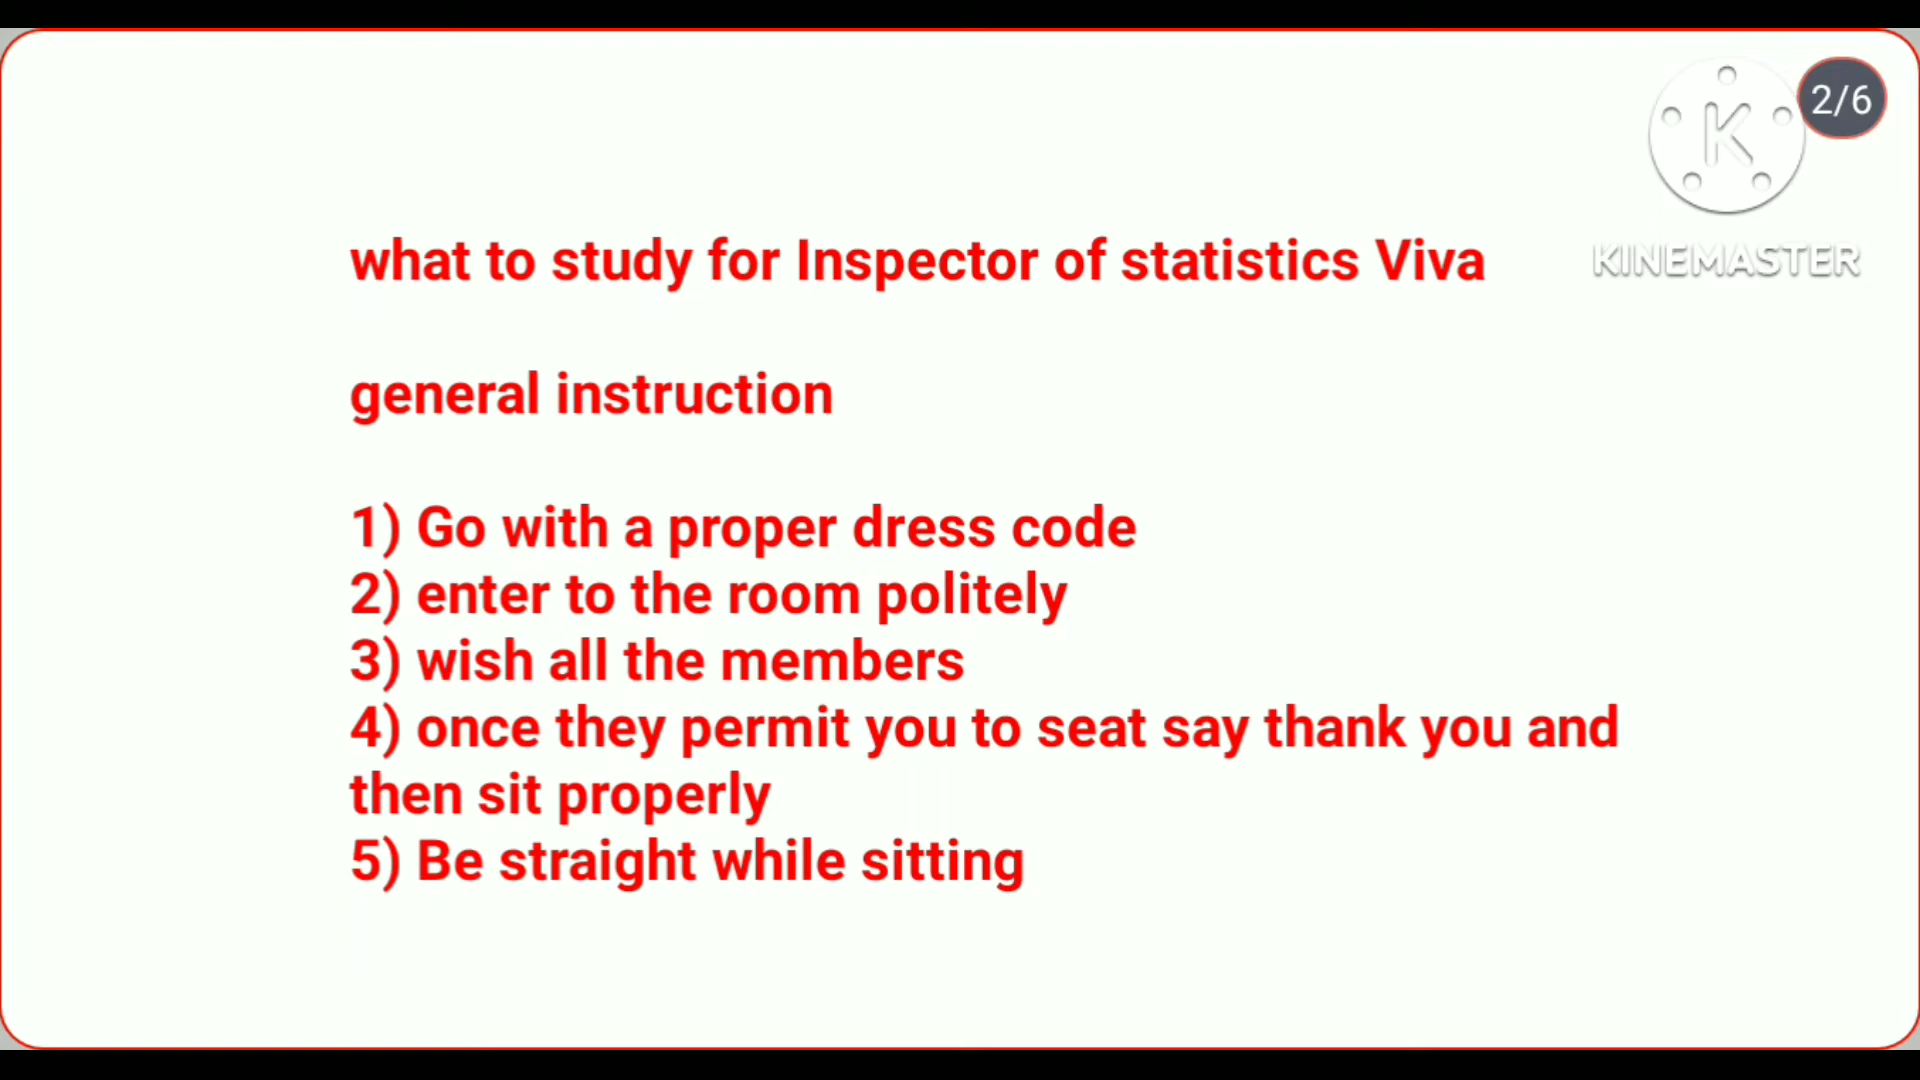 K
2/6
KINEMASTER
what to study for Inspector of statistics Viva
general instruction
1) Go with a proper dress code
2) enter to the room politely
3) wish all the members
4) once they permit you to seat say thank you and
then sit properly
5) Be straight while sitting